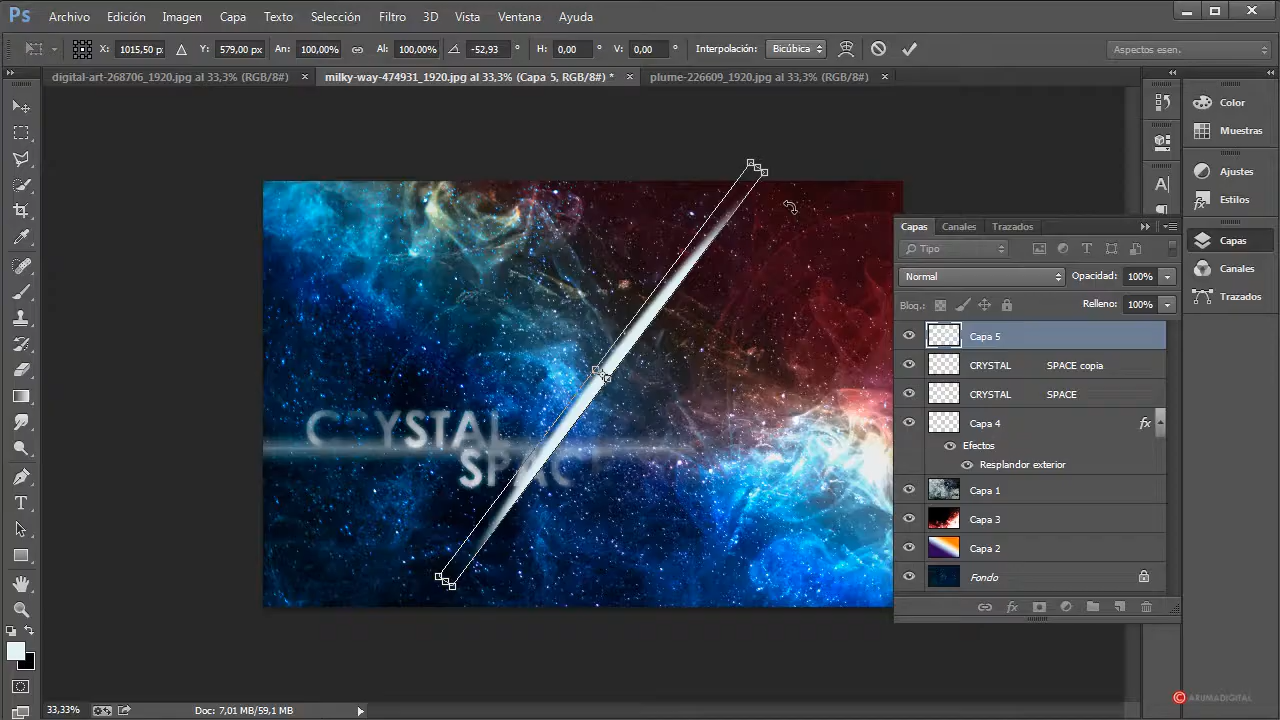 Ps Archivo Edición Imagen Capa Texto Selección Filtro 3D Vista Ventana Ayuda
X: 1015,50 px Y: 579,00 px An: 100,00% Al: 100,00% -52,93 ° H: 0,00 ° V: 0,00 ° Interpolación: Bicúbica Aspectos esen.
digital-art-268706_1920.jpg al 33,3% (RGB/8#) × milky-way-474931_1920.jpg al 33,3% (Capa 5, RGB/8#) * × plume-226609_1920.jpg al 33,3% (RGB/8#) ×
Color
Muestras
Ajustes
Estilos
Capas
Canales
Trazados
Capas Canales Trazados
Tipo
Normal Opacidad: 100%
Bloq.: Relleno: 100%
Capa 5
CRYSTAL SPACE copia
CRYSTAL SPACE
Capa 4 fx
Efectos
Resplandor exterior
Capa 1
Capa 3
Capa 2
Fondo
fx
CRYSTAL
SPACE
33,33% Doc: 7,01 MB/59,1 MB
© ARUMADIGITAL